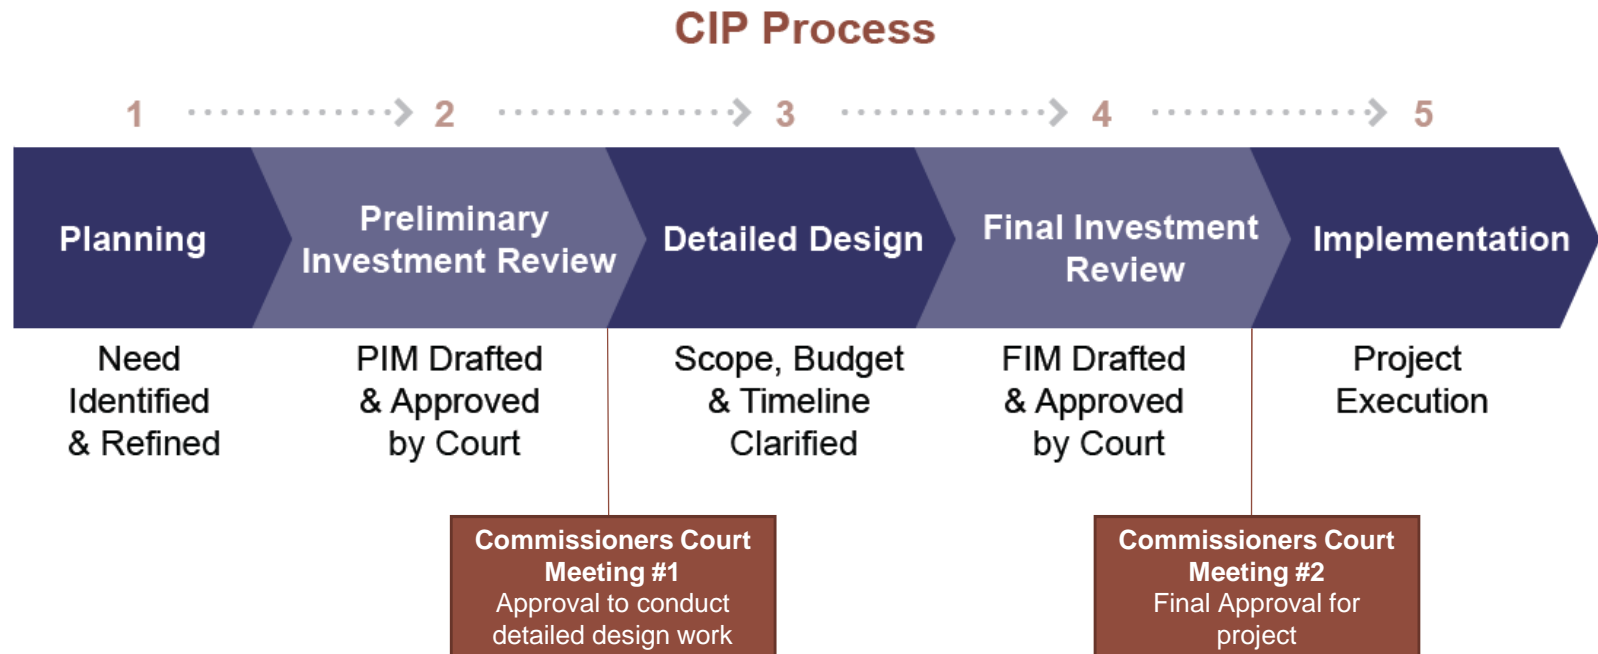 CIP Process
1
2
3
4
5
Planning
Preliminary
Investment Review
Detailed Design
Final Investment
Review
Implementation
Need
Identified
& Refined
PIM Drafted
& Approved
by Court
Scope, Budget
& Timeline
Clarified
FIM Drafted
& Approved
by Court
Project
Execution
Commissioners Court
Meeting #1
Approval to conduct
detailed design work
Commissioners Court
Meeting #2
Final Approval for
project